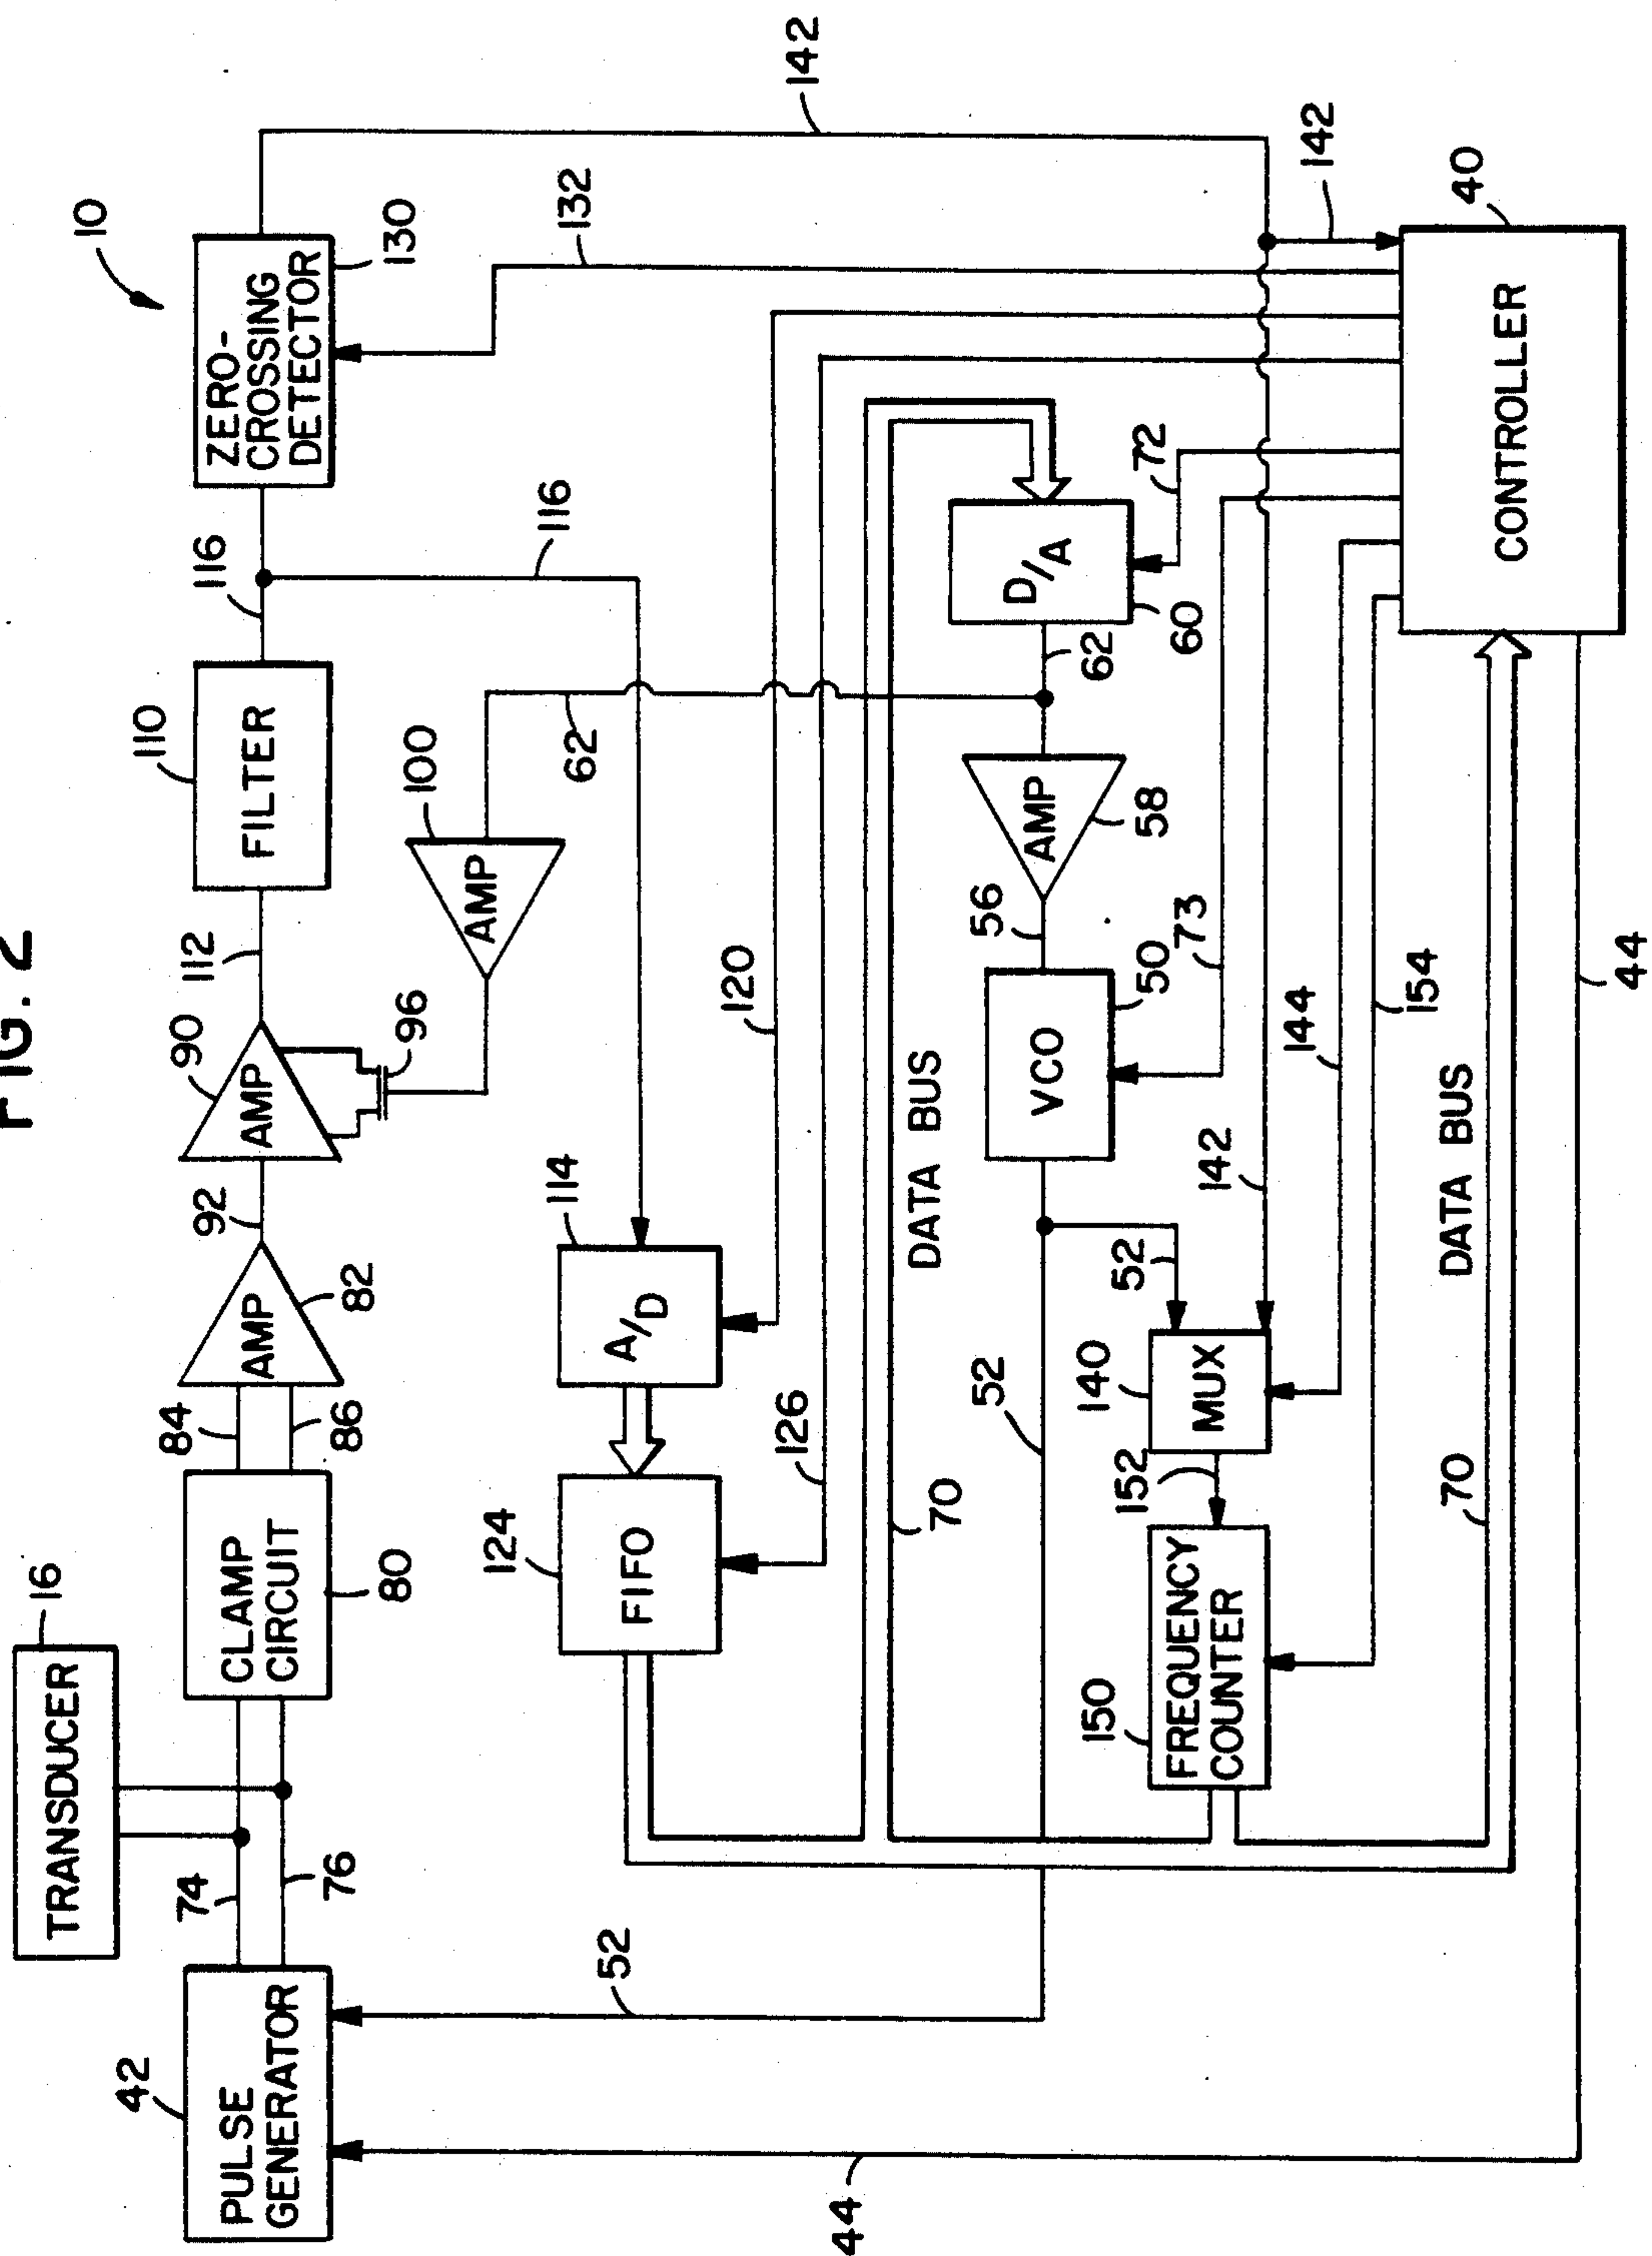 FIG. 2
10
TRANSDUCER
16
42
PULSE
GENERATOR
74
76
CLAMP
CIRCUIT
80
84
86
AMP
82
92
90
AMP
96
112
110
FILTER
116
116
ZERO-
CROSSING
DETECTOR
130
132
142
100
AMP
62
114
A/D
120
124
FIFO
126
DATA BUS
70
52
52
D/A
60
72
62
AMP
58
56
VCO
50
73
52
142
140
MUX
152
144
150
FREQUENCY
COUNTER
154
DATA BUS
70
142
40
CONTROLLER
44
44